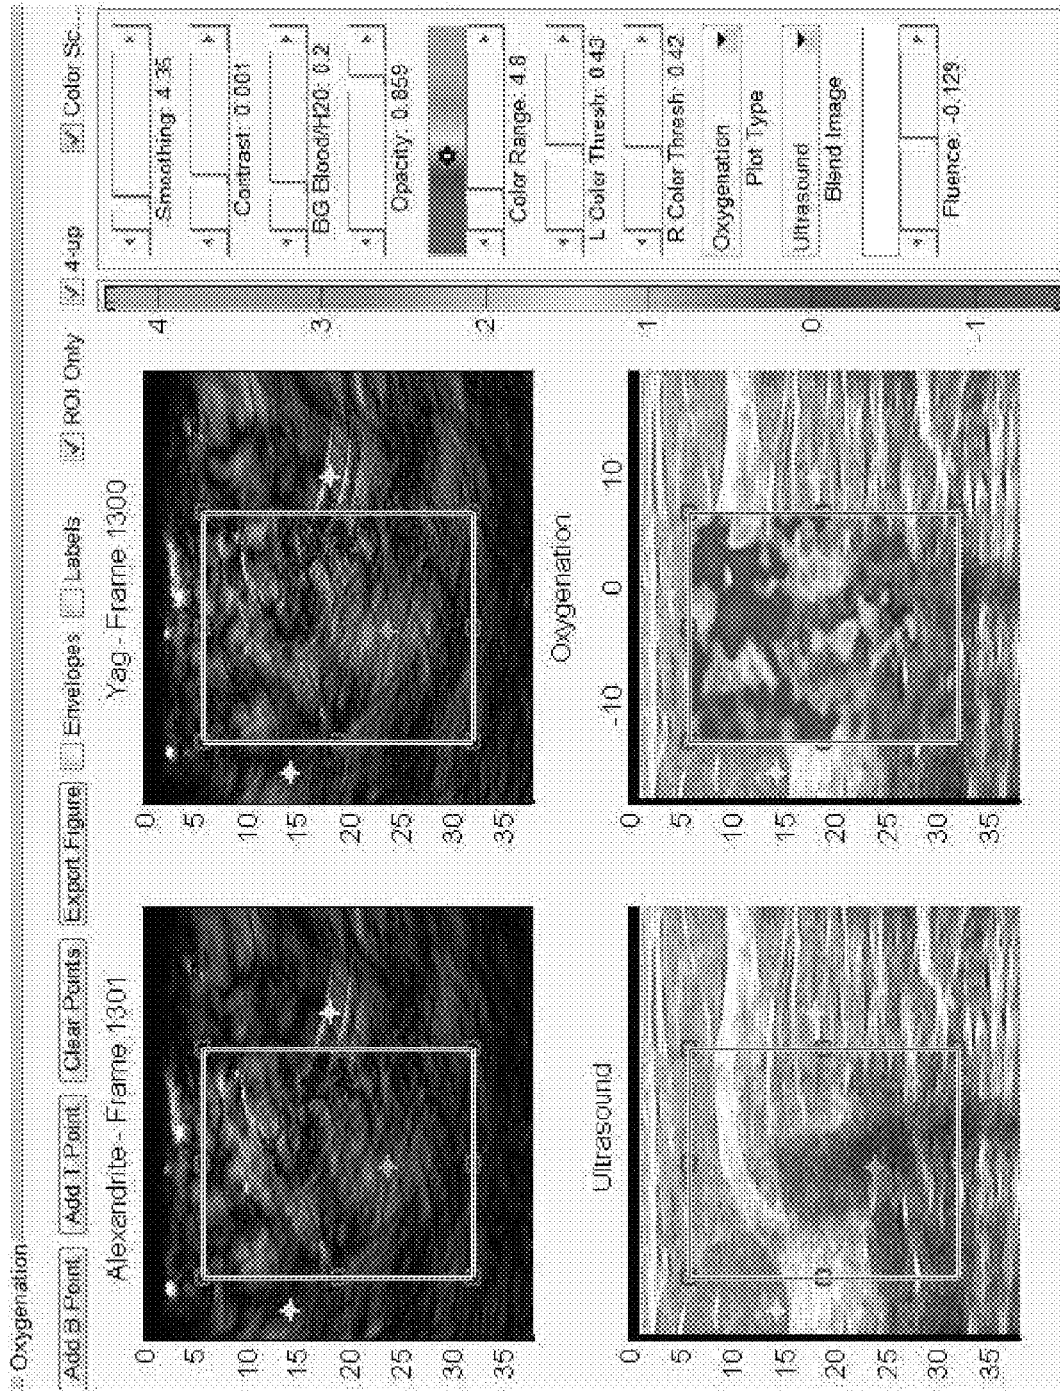 Oxygenation
Add B Point
Add T Point
Clear Points
Export Figure
Envelopes
Labels
ROI Only
4-up
Color Sc...
Alexandrite - Frame 1301
Yag - Frame 1300
0
5
10
15
20
25
30
35
0
5
10
15
20
25
30
35
Ultrasound
Oxygenation
-10
0
10
0
5
10
15
20
25
30
35
0
5
10
15
20
25
30
35
4
3
2
1
0
-1
Smoothing: 4.35
Contrast: 0.001
BG Blood/H20: 0.2
Opacity: 0.859
Color Range: 4.8
L Color Thresh: 0.43
R Color Thresh: 0.42
Oxygenation
Plot Type
Ultrasound
Blend Image
Fluence: -0.129